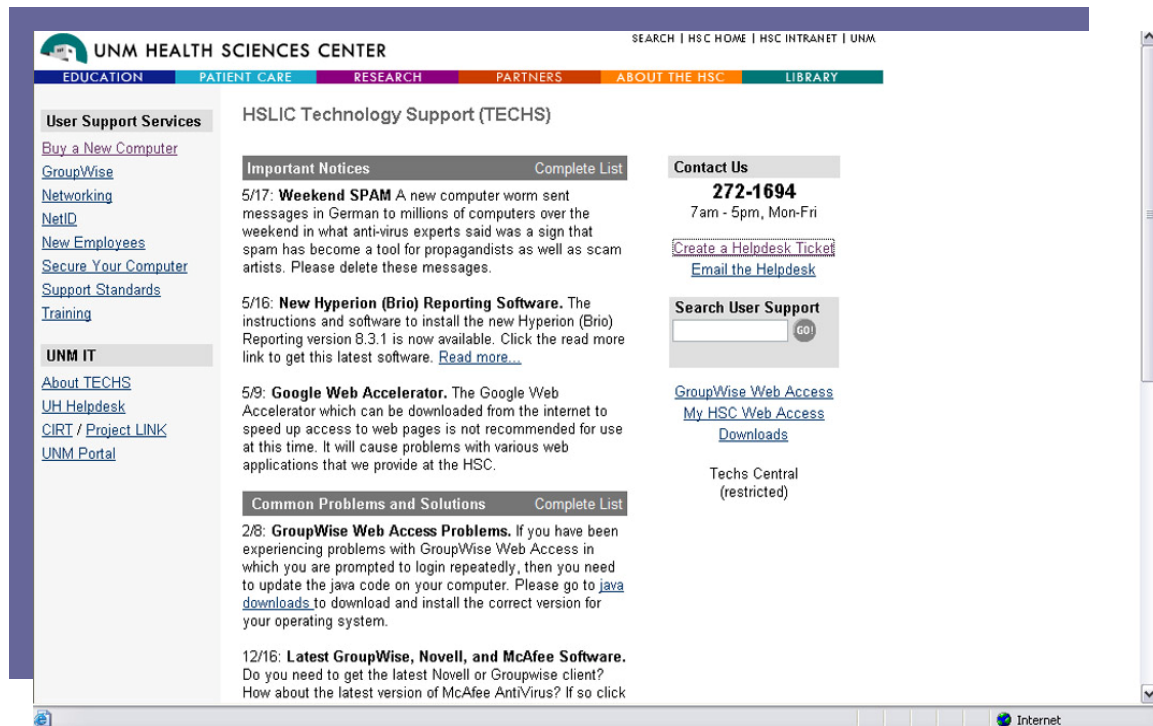 SEARCH | HSC HOME | HSC INTRANET | UNM
UNM HEALTH SCIENCES CENTER
EDUCATION PATIENT CARE RESEARCH PARTNERS ABOUT THE HSC LIBRARY
User Support Services
Buy a New Computer
GroupWise
Networking
NetID
New Employees
Secure Your Computer
Support Standards
Training
UNM IT
About TECHS
UH Helpdesk
CIRT / Project LINK
UNM Portal
HSLIC Technology Support (TECHS)
Important Notices Complete List
5/17: Weekend SPAM A new computer worm sent
messages in German to millions of computers over the
weekend in what anti-virus experts said was a sign that
spam has become a tool for propagandists as well as scam
artists. Please delete these messages.
5/16: New Hyperion (Brio) Reporting Software. The
instructions and software to install the new Hyperion (Brio)
Reporting version 8.3.1 is now available. Click the read more
link to get this latest software. Read more...
5/9: Google Web Accelerator. The Google Web
Accelerator which can be downloaded from the internet to
speed up access to web pages is not recommended for use
at this time. It will cause problems with various web
applications that we provide at the HSC.
Common Problems and Solutions Complete List
2/8: GroupWise Web Access Problems. If you have been
experiencing problems with GroupWise Web Access in
which you are prompted to login repeatedly, then you need
to update the java code on your computer. Please go to java
downloads to download and install the correct version for
your operating system.
12/16: Latest GroupWise, Novell, and McAfee Software.
Do you need to get the latest Novell or Groupwise client?
How about the latest version of McAfee AntiVirus? If so click
Contact Us
272-1694
7am - 5pm, Mon-Fri
Create a Helpdesk Ticket
Email the Helpdesk
Search User Support
GO!
GroupWise Web Access
My HSC Web Access
Downloads
Techs Central
(restricted)
Internet